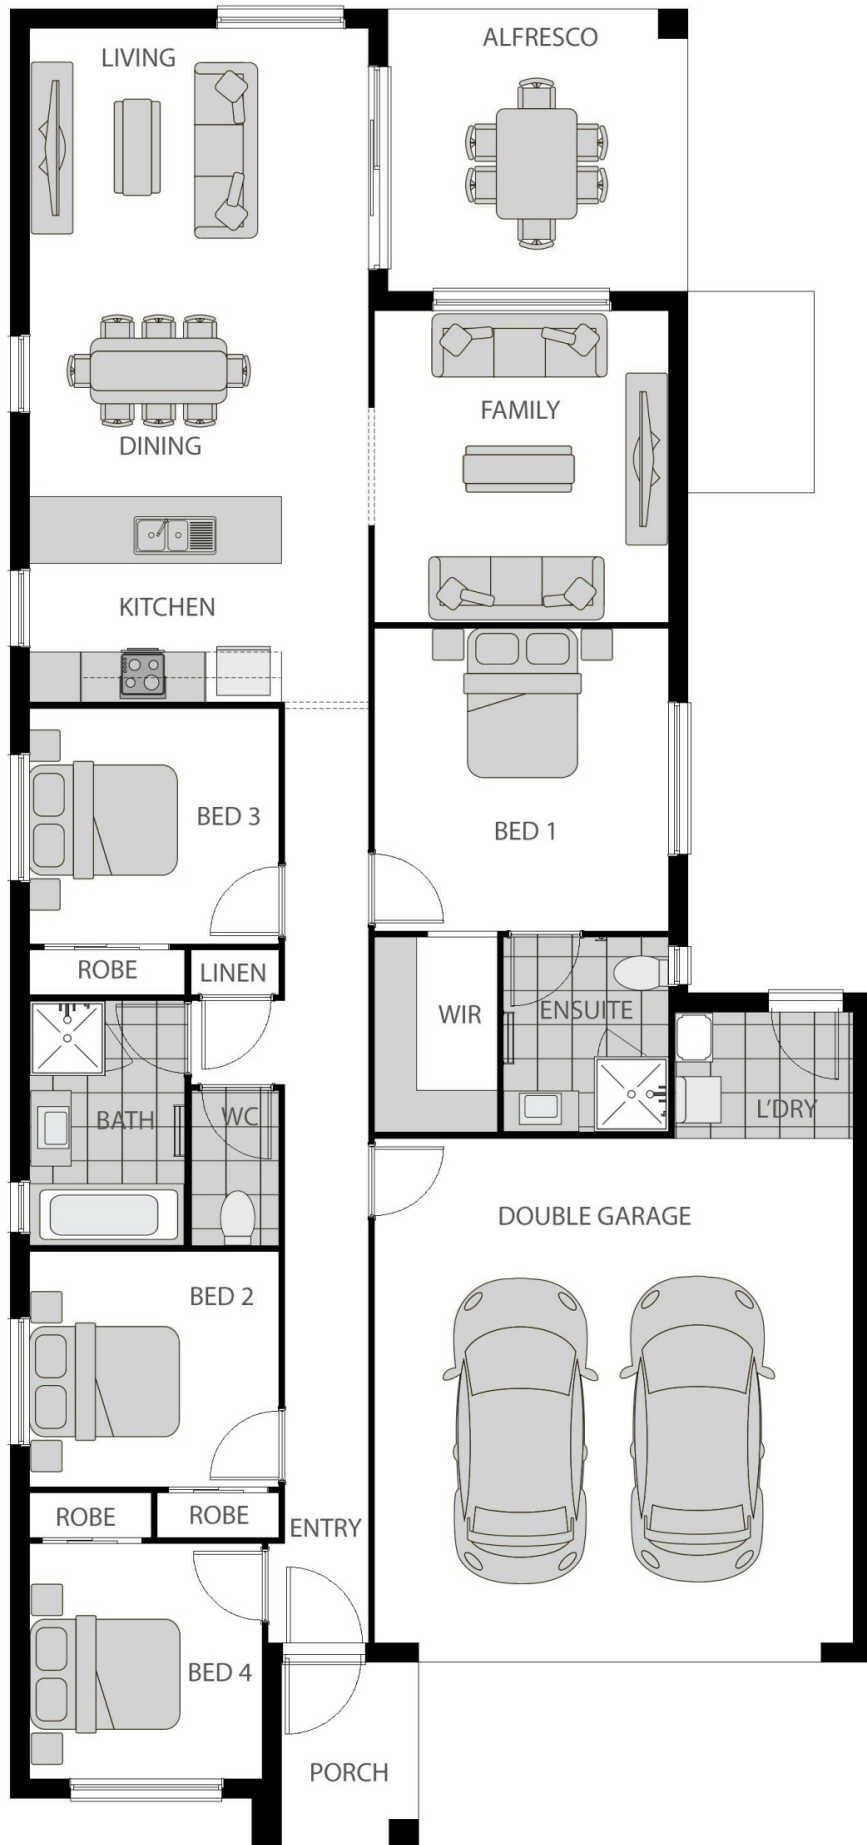 LIVING
ALFRESCO
FAMILY
DINING
KITCHEN
BED 3
BED 1
ROBE
LINEN
WIR
ENSUITE
BATH
WC
L'DRY
DOUBLE GARAGE
BED 2
ROBE
ROBE
ENTRY
BED 4
PORCH